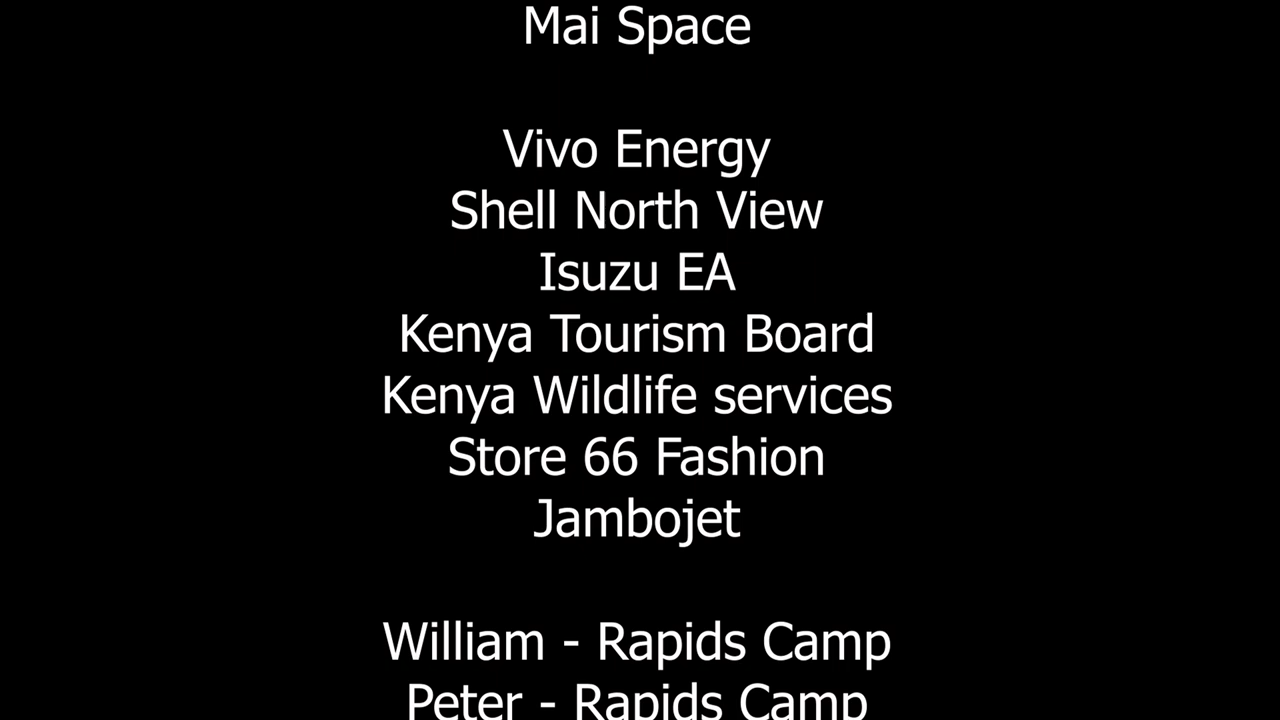 Mai Space
Vivo Energy
Shell North View
Isuzu EA
Kenya Tourism Board
Kenya Wildlife services
Store 66 Fashion
Jambojet
William - Rapids Camp
Peter - Rapids Camp